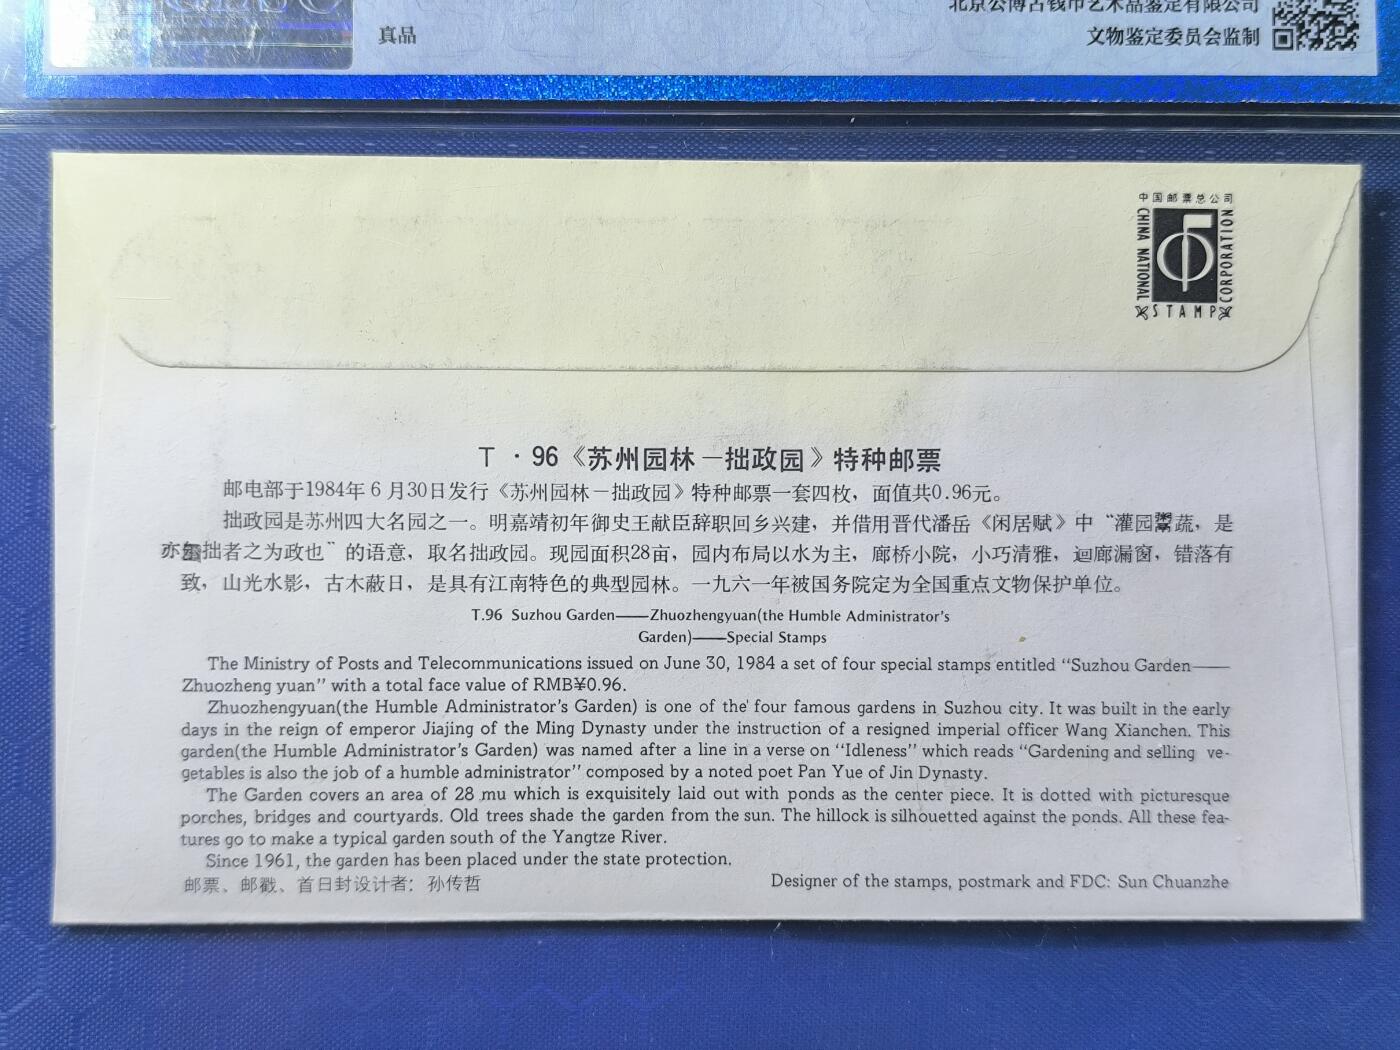 北京公博古钱币艺术品鉴定有限公司
真品
文物鉴定委员会监制
中国邮票总公司
CHINA NATIONAL
STAMP
CORPORATION
T · 96《苏州园林－拙政园》特种邮票
邮电部于1984年6月30日发行《苏州园林－拙政园》特种邮票一套四枚，面值共0.96元。
拙政园是苏州四大名园之一。明嘉靖初年御史王献臣辞职回乡兴建，并借用晋代潘岳《闲居赋》中“灌园鬻蔬，是
亦拙者之为政也”的语意，取名拙政园。现园面积28亩，园内布局以水为主，廊桥小院，小巧清雅，迴廊漏窗，错落有
致，山光水影，古木蔽日，是具有江南特色的典型园林。一九六一年被国务院定为全国重点文物保护单位。
T.96 Suzhou Garden——Zhuozhengyuan(the Humble Administrator's
Garden)——Special Stamps
The Ministry of Posts and Telecommunications issued on June 30, 1984 a set of four special stamps entitled “Suzhou Garden——
Zhuozheng yuan” with a total face value of RMB¥0.96.
Zhuozhengyuan(the Humble Administrator's Garden) is one of the four famous gardens in Suzhou city. It was built in the early
days in the reign of emperor Jiajing of the Ming Dynasty under the instruction of a resigned imperial officer Wang Xianchen. This
garden(the Humble Administrator's Garden) was named after a line in a verse on “Idleness” which reads “Gardening and selling ve-
getables is also the job of a humble administrator” composed by a noted poet Pan Yue of Jin Dynasty.
The Garden covers an area of 28 mu which is exquisitely laid out with ponds as the center piece. It is dotted with picturesque
porches, bridges and courtyards. Old trees shade the garden from the sun. The hillock is silhouetted against the ponds. All these fea-
tures go to make a typical garden south of the Yangtze River.
Since 1961, the garden has been placed under the state protection.
邮票、邮戳、首日封设计者：孙传哲
Designer of the stamps, postmark and FDC: Sun Chuanzhe